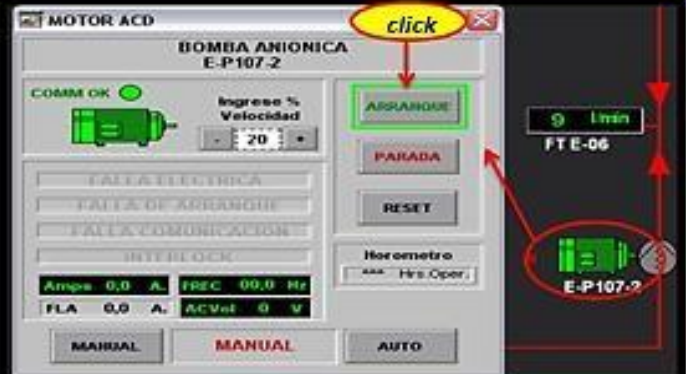 MOTOR ACD
click
BOMBA ANIONICA
E-P107-2
COMM OK
Ingrese %
Velocidad
- 20 +
ARRANQUE
PARADA
RESET
FALLA ELECTRICA
FALLA DE ARRANQUE
FALLA COMUNICACION
INTERLOCK
Horometro
*** Hrs.Oper.
Amps 0,0 A. FREC 00,0 Hz
FLA 0,0 A. ACVol 0 V
MANUAL MANUAL AUTO
9 l/min
FT E-06
E-P107-2